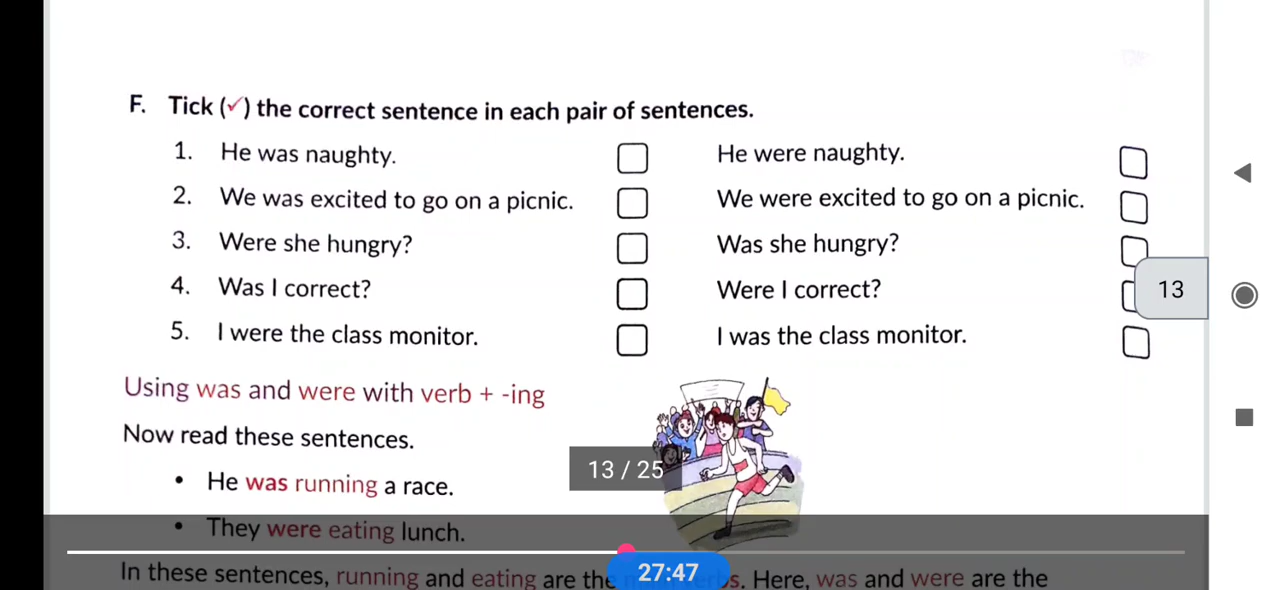 F. Tick (✓) the correct sentence in each pair of sentences.
1. He was naughty. He were naughty.
2. We was excited to go on a picnic. We were excited to go on a picnic.
3. Were she hungry? Was she hungry?
4. Was I correct? Were I correct?
13
5. I were the class monitor. I was the class monitor.
Using was and were with verb + -ing
Now read these sentences.
13 / 25
• He was running a race.
• They were eating lunch.
27:47
In these sentences, running and eating are the . Here, was and were are the